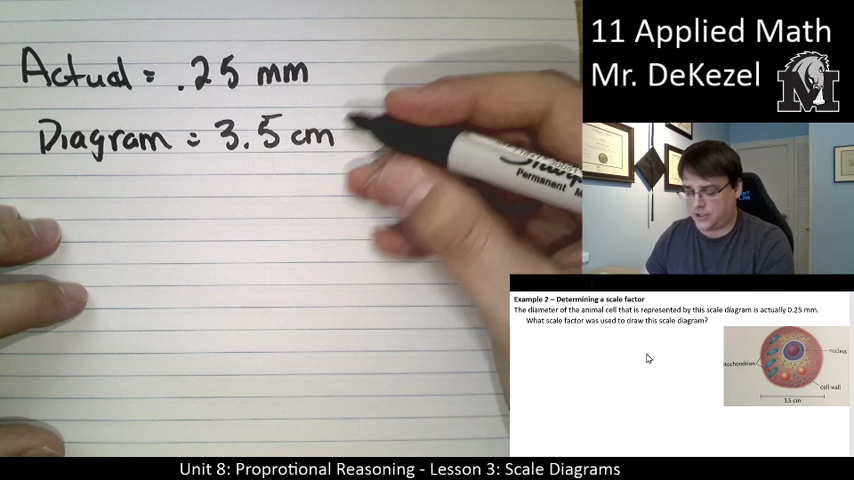 Actual = .25 mm
Diagram = 3.5 cm
Permanent M
11 Applied Math
Mr. DeKezel
M
Example 2 – Determining a scale factor
The diameter of the animal cell that is represented by this scale diagram is actually 0.25 mm.
What scale factor was used to draw this scale diagram?
nucleus
mitochondrian
cell wall
3.5 cm
Unit 8: Proprotional Reasoning - Lesson 3: Scale Diagrams